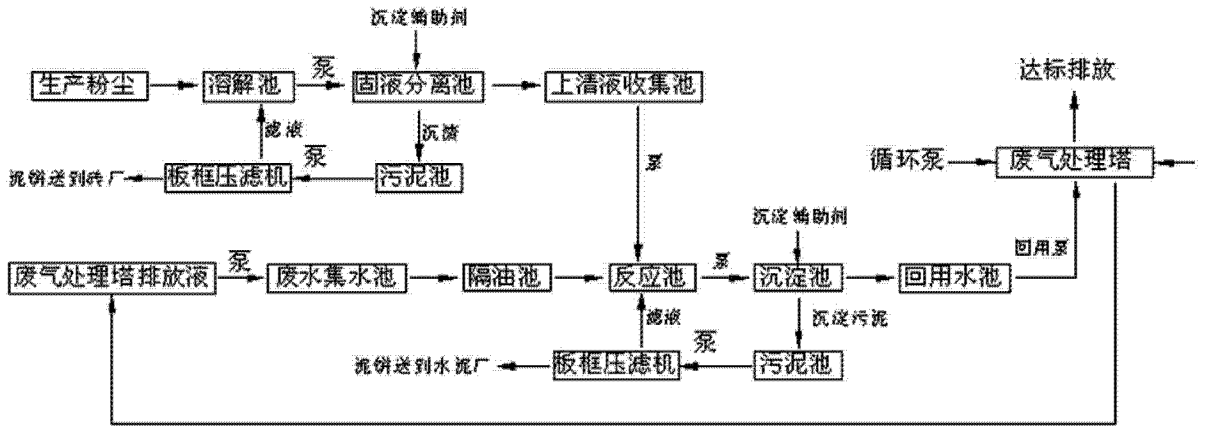 沉淀辅助剂
生产粉尘
溶解池
泵
固液分离池
上清液收集池
达标排放
滤液
沉渣
泥饼送到砖厂
板框压滤机
泵
污泥池
泵
循环泵
废气处理塔
沉淀辅助剂
废气处理塔排放液
泵
废水集水池
隔油池
反应池
泵
沉淀池
回用水池
回用泵
滤液
沉淀污泥
泥饼送到水泥厂
板框压滤机
泵
污泥池